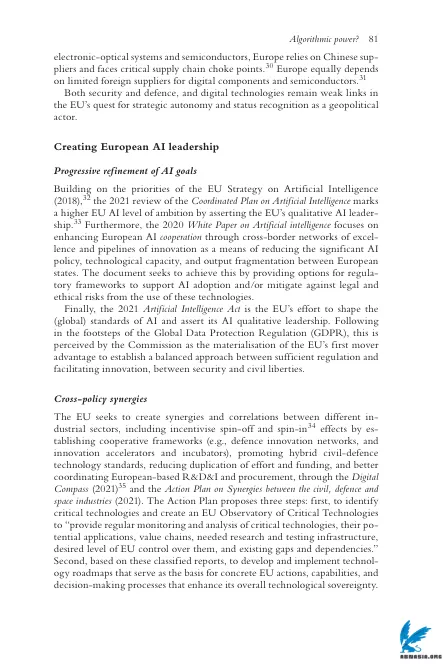 Algorithmic power? 81
electronic-optical systems and semiconductors, Europe relies on Chinese sup-
pliers and faces critical supply chain choke points.30 Europe equally depends
on limited foreign suppliers for digital components and semiconductors.31
Both security and defence, and digital technologies remain weak links in
the EU's quest for strategic autonomy and status recognition as a geopolitical
actor.
Creating European AI leadership
Progressive refinement of AI goals
Building on the priorities of the EU Strategy on Artificial Intelligence
(2018),32 the 2021 review of the Coordinated Plan on Artificial Intelligence marks
a higher EU AI level of ambition by asserting the EU's qualitative AI leader-
ship.33 Furthermore, the 2020 White Paper on Artificial intelligence focuses on
enhancing European AI cooperation through cross-border networks of excel-
lence and pipelines of innovation as a means of reducing the significant AI
policy, technological capacity, and output fragmentation between European
states. The document seeks to achieve this by providing options for regula-
tory frameworks to support AI adoption and/or mitigate against legal and
ethical risks from the use of these technologies.
Finally, the 2021 Artificial Intelligence Act is the EU's effort to shape the
(global) standards of AI and assert its AI qualitative leadership. Following
in the footsteps of the Global Data Protection Regulation (GDPR), this is
perceived by the Commission as the materialisation of the EU's first mover
advantage to establish a balanced approach between sufficient regulation and
facilitating innovation, between security and civil liberties.
Cross-policy synergies
The EU seeks to create synergies and correlations between different in-
dustrial sectors, including incentivise spin-off and spin-in34 effects by es-
tablishing cooperative frameworks (e.g., defence innovation networks, and
innovation accelerators and incubators), promoting hybrid civil-defence
technology standards, reducing duplication of effort and funding, and better
coordinating European-based R&D&I and procurement, through the Digital
Compass (2021)35 and the Action Plan on Synergies between the civil, defence and
space industries (2021). The Action Plan proposes three steps: first, to identify
critical technologies and create an EU Observatory of Critical Technologies
to “provide regular monitoring and analysis of critical technologies, their po-
tential applications, value chains, needed research and testing infrastructure,
desired level of EU control over them, and existing gaps and dependencies.”
Second, based on these classified reports, to develop and implement technol-
ogy roadmaps that serve as the basis for concrete EU actions, capabilities, and
decision-making processes that enhance its overall technological sovereignty.